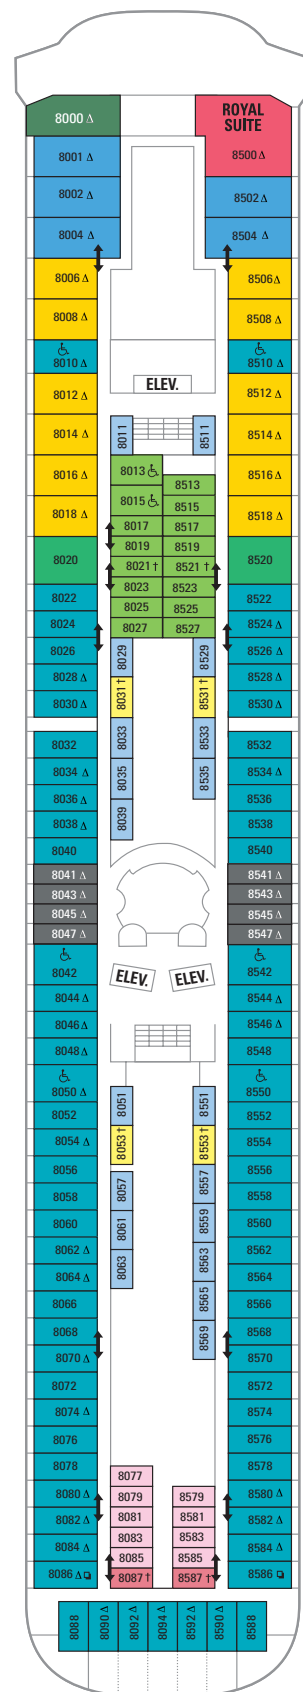 8000 Δ
ROYAL
SUITE
8500 Δ
8001 Δ
8002 Δ
8502 Δ
8004 Δ
8504 Δ
8006 Δ
8506 Δ
8008 Δ
8508 Δ
8010 Δ
8510 Δ
ELEV.
8012 Δ
8512 Δ
8011
8511
8014 Δ
8514 Δ
8013
8513
8016 Δ
8516 Δ
8015
8515
8018 Δ
8017
8517
8518 Δ
8019
8519
8020
8021 †
8521 †
8520
8023
8523
8022
8025
8525
8522
8024
8027
8527
8524 Δ
8026
8029
8529
8526 Δ
8028 Δ
8528 Δ
8030 Δ
8031 †
8531 †
8530 Δ
8032
8033
8533
8532
8034 Δ
8035
8535
8534 Δ
8036 Δ
8536
8038 Δ
8039
8538
8040
8540
8041 Δ
8541 Δ
8043 Δ
8543 Δ
8045 Δ
8545 Δ
8047 Δ
8547 Δ
8042
8542
ELEV.
ELEV.
8044 Δ
8544 Δ
8046 Δ
8546 Δ
8048 Δ
8548
8050 Δ
8550
8052
8051
8551
8552
8054 Δ
8053 †
8553 †
8554
8056
8556
8058
8057
8557
8558
8060
8061
8559
8560
8062 Δ
8063
8563
8562
8064 Δ
8564
8066
8565
8566
8068
8569
8568
8070 Δ
8570
8072
8572
8074 Δ
8574
8076
8576
8078
8077
8578
8080 Δ
8079
8579
8580 Δ
8082 Δ
8081
8581
8582 Δ
8084 Δ
8083
8583
8584 Δ
8085
8585
8086 Δ ❏
8087 †
8587 †
8586 ❏
8088
8090 Δ
8092 Δ
8094 Δ
8592 Δ
8590 Δ
8588